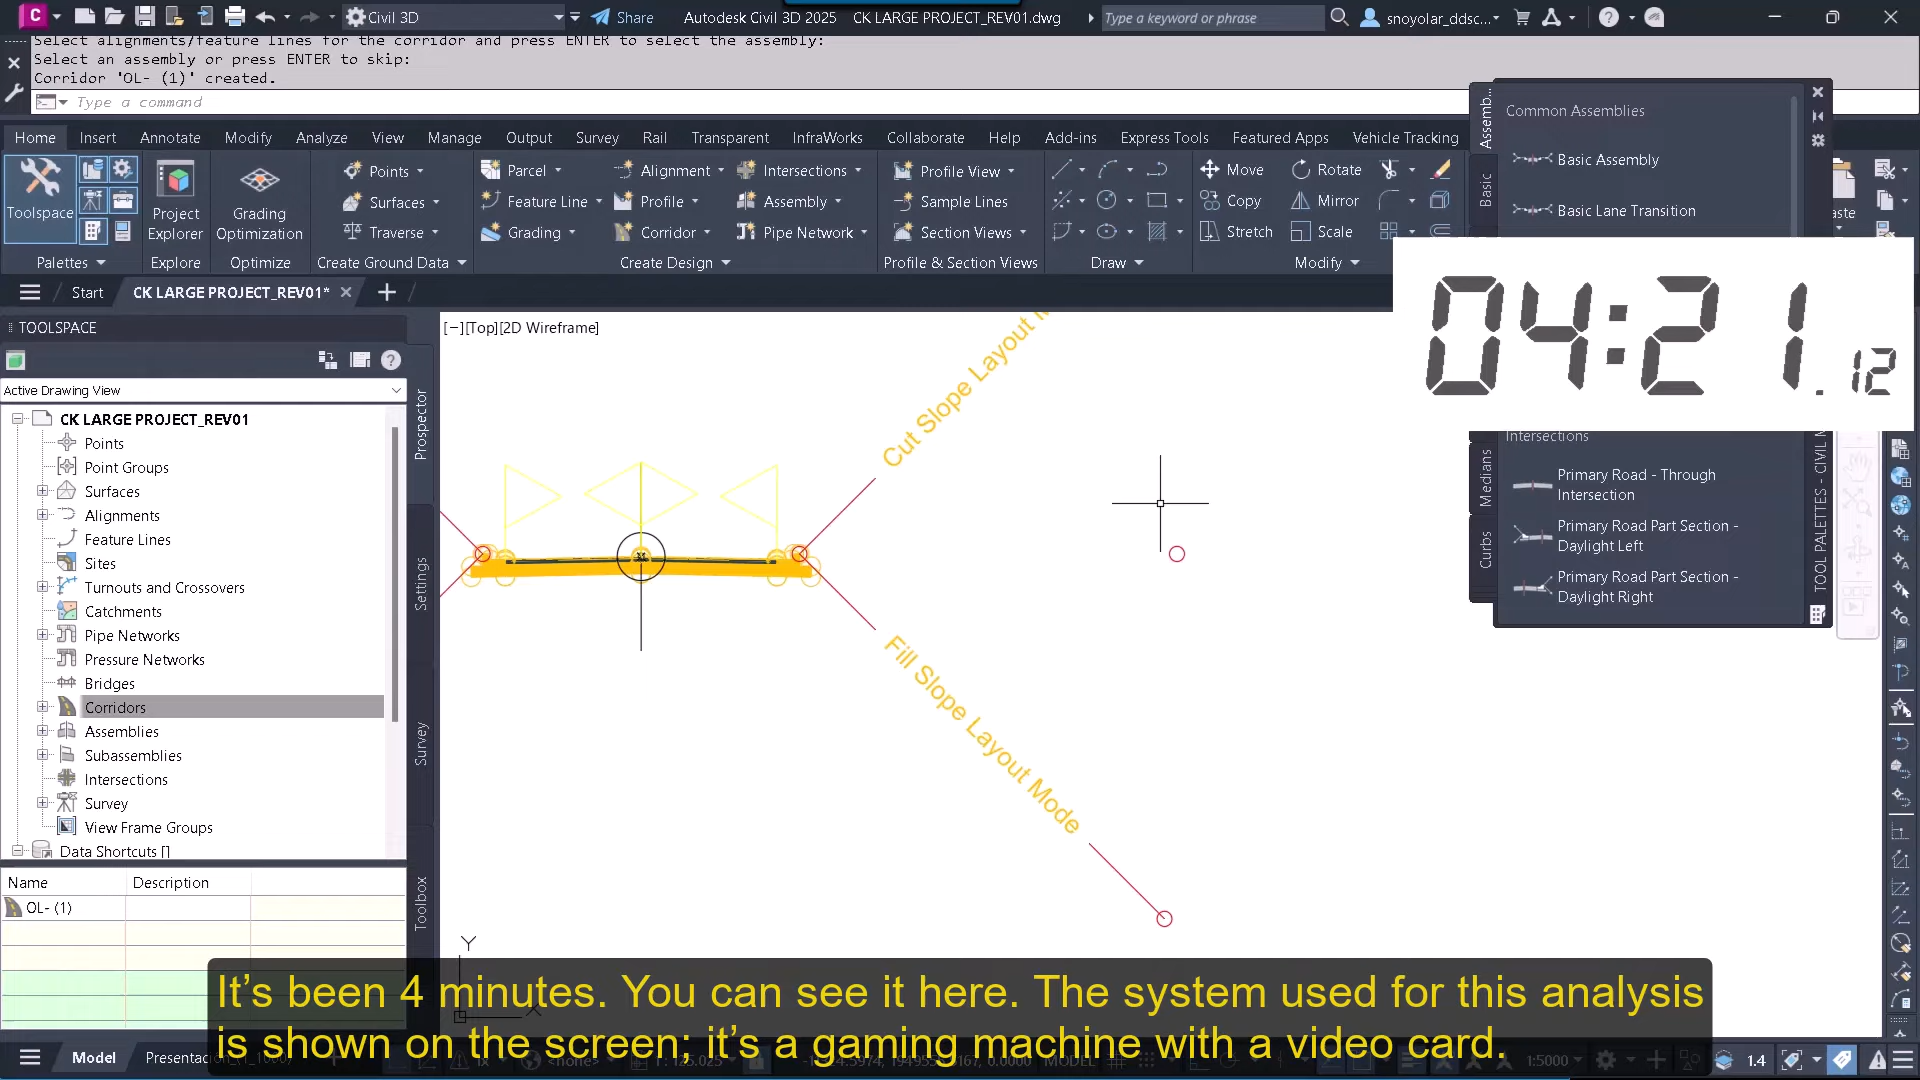 Civil 3D
Share
Autodesk Civil 3D 2025 CK LARGE PROJECT_REV01.dwg
Type a keyword or phrase
snoyolar_ddsc...
Select alignments/feature lines for the corridor and press ENTER to select the assembly:
Select an assembly or press ENTER to skip:
Corridor 'OL- (1)' created.
Type a command
Home Insert Annotate Modify Analyze View Manage Output Survey Rail Transparent InfraWorks Collaborate Help Add-ins Express Tools Featured Apps Vehicle Tracking
Toolspace
Project Explorer
Grading Optimization
Points
Surfaces
Traverse
Parcel
Feature Line
Grading
Alignment
Profile
Corridor
Intersections
Assembly
Pipe Network
Profile View
Sample Lines
Section Views
Move
Copy
Stretch
Rotate
Mirror
Scale
Palettes
Explore
Optimize
Create Ground Data
Create Design
Profile & Section Views
Draw
Modify
Assemb...
Basic
Common Assemblies
Basic Assembly
Basic Lane Transition
04:21.12
Intersections
Primary Road - Through Intersection
Primary Road Part Section - Daylight Left
Primary Road Part Section - Daylight Right
Medians
Curbs
Start
CK LARGE PROJECT_REV01*
TOOLSPACE
Active Drawing View
CK LARGE PROJECT_REV01
Points
Point Groups
Surfaces
Alignments
Feature Lines
Sites
Turnouts and Crossovers
Catchments
Pipe Networks
Pressure Networks
Bridges
Corridors
Assemblies
Subassemblies
Intersections
Survey
View Frame Groups
Data Shortcuts []
Name Description
OL- (1)
Prospector
Settings
Survey
Toolbox
[−][Top][2D Wireframe]
Cut Slope Layout
Fill Slope Layout Mode
Y
X
It's been 4 minutes. You can see it here. The system used for this analysis
is shown on the screen; it's a gaming machine with a video card.
Model
MODEL
1:5000
1.4